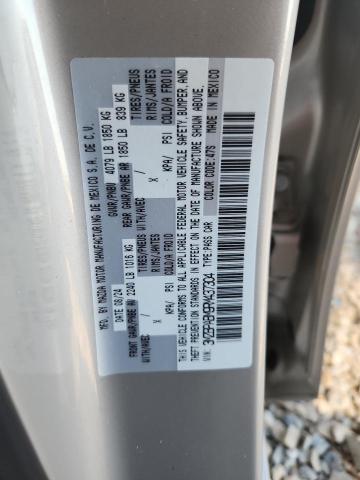 MFG. BY MAZDA MOTOR MANUFACTURING DE MEXICO S.A. DE C.V.
DATE: 08/24 GVWR/PNBV 4079 LB 1850 KG
FRONT GAWR/PNBE AV 2240 LB 1016 KG REAR GAWR/PNBE AR 1850 LB 839 KG
WITH/AVEC TIRES/PNEUS WITH/AVEC TIRES/PNEUS
X RIMS/JANTES X RIMS/JANTES
KPA/ PSI COLD/A FROID KPA/ PSI COLD/A FROID
THIS VEHICLE CONFORMS TO ALL APPLICABLE FEDERAL MOTOR VEHICLE SAFETY, BUMPER, AND
THEFT PREVENTION STANDARDS IN EFFECT ON THE DATE OF MANUFACTURE SHOWN ABOVE.
VIN: TYPE: PASS CAR COLOR CODE: 47S MADE IN MEXICO